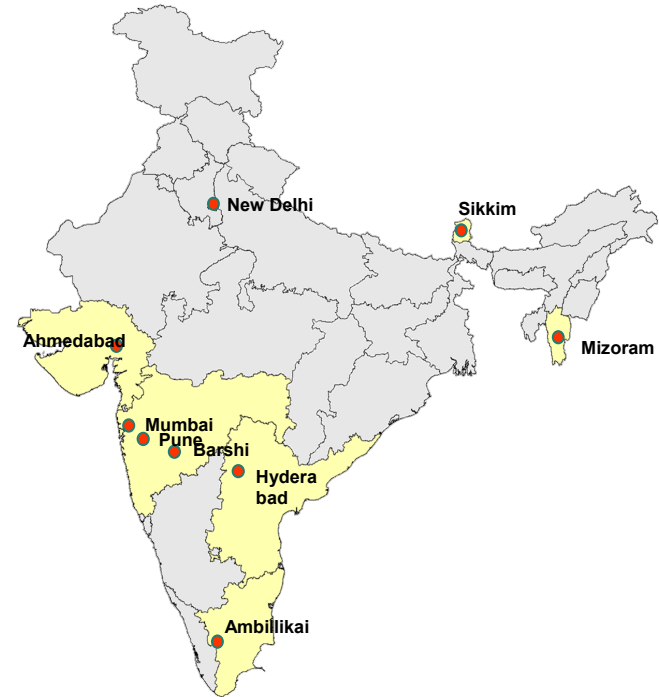 New Delhi
Sikkim
Ahmedabad
Mizoram
Mumbai
Pune
Barshi
Hydera
bad
Ambillikai